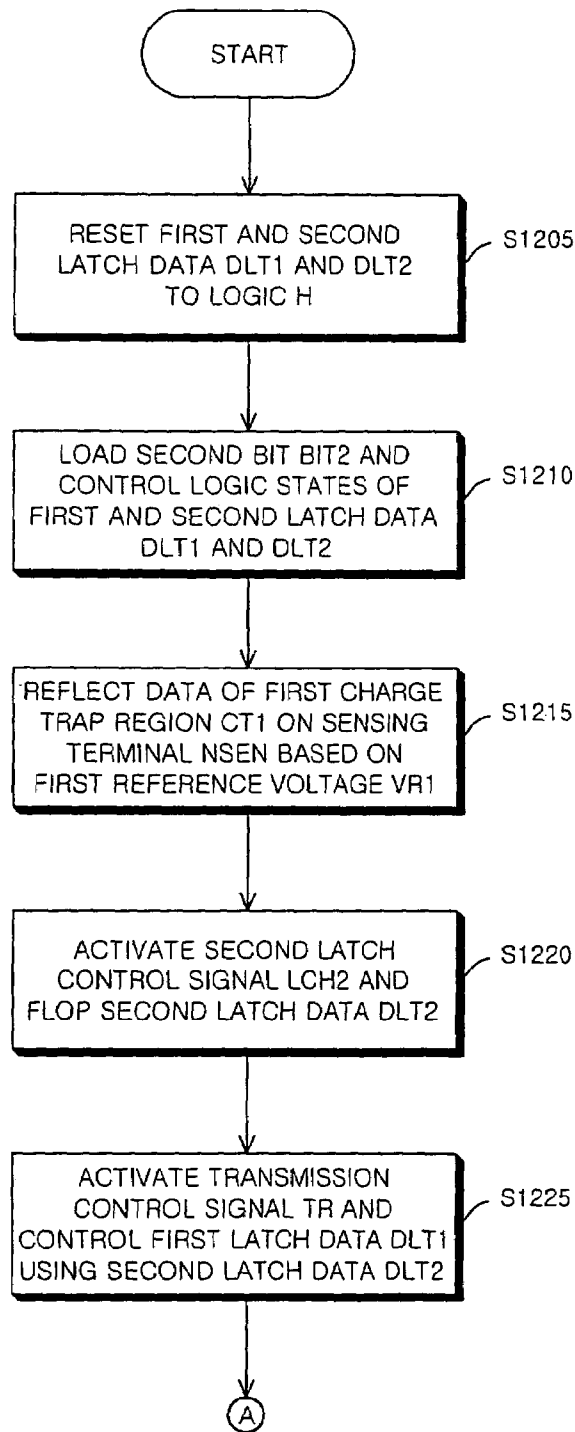 START
RESET FIRST AND SECOND
LATCH DATA DLT1 AND DLT2
TO LOGIC H
S1205
LOAD SECOND BIT BIT2 AND
CONTROL LOGIC STATES OF
FIRST AND SECOND LATCH DATA
DLT1 AND DLT2
S1210
REFLECT DATA OF FIRST CHARGE
TRAP REGION CT1 ON SENSING
TERMINAL NSEN BASED ON
FIRST REFERENCE VOLTAGE VR1
S1215
ACTIVATE SECOND LATCH
CONTROL SIGNAL LCH2 AND
FLOP SECOND LATCH DATA DLT2
S1220
ACTIVATE TRANSMISSION
CONTROL SIGNAL TR AND
CONTROL FIRST LATCH DATA DLT1
USING SECOND LATCH DATA DLT2
S1225
A